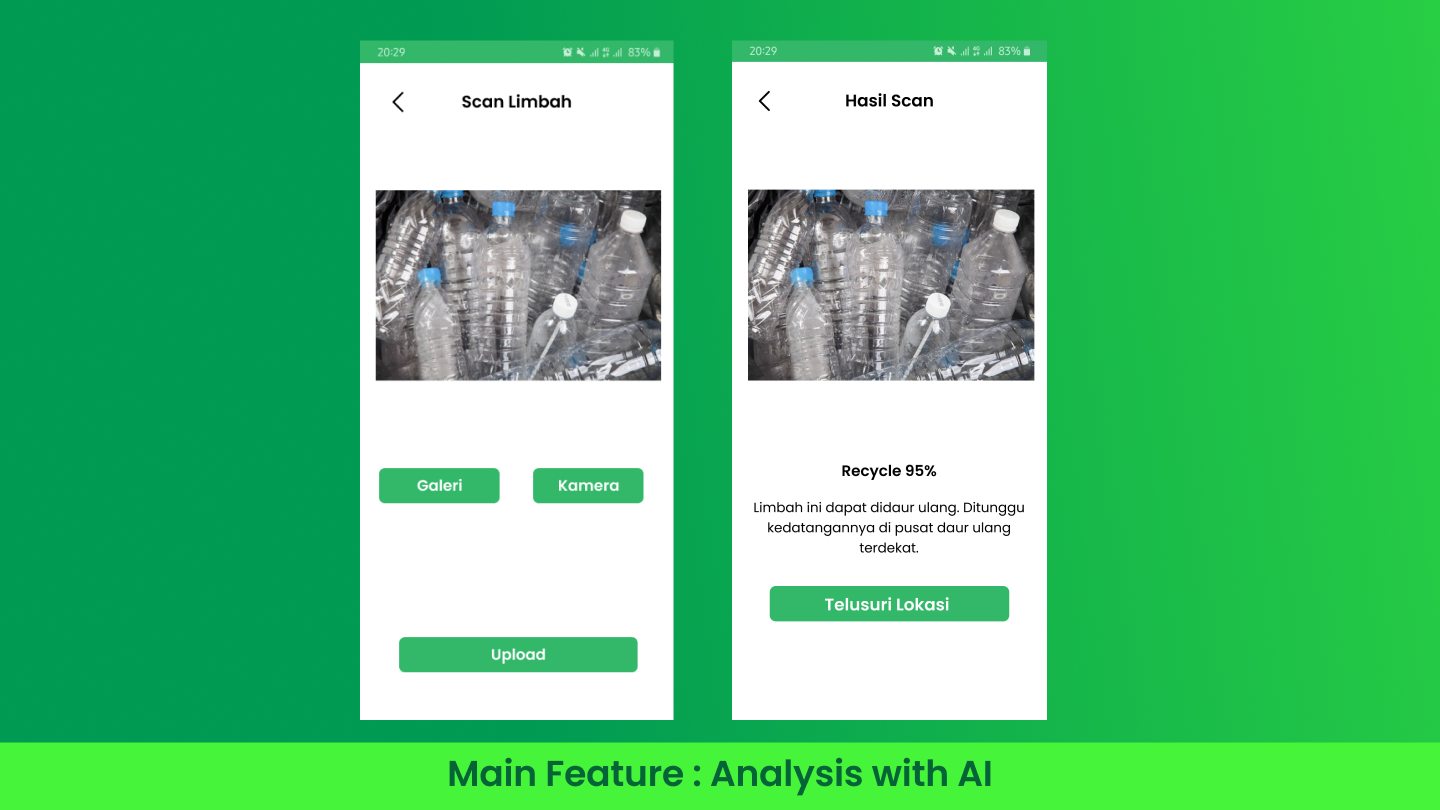 20:29
83%
Scan Limbah
Galeri
Kamera
Upload
20:29
83%
Hasil Scan
Recycle 95%
Limbah ini dapat didaur ulang. Ditunggu
kedatangannya di pusat daur ulang
terdekat.
Telusuri Lokasi
Main Feature : Analysis with AI